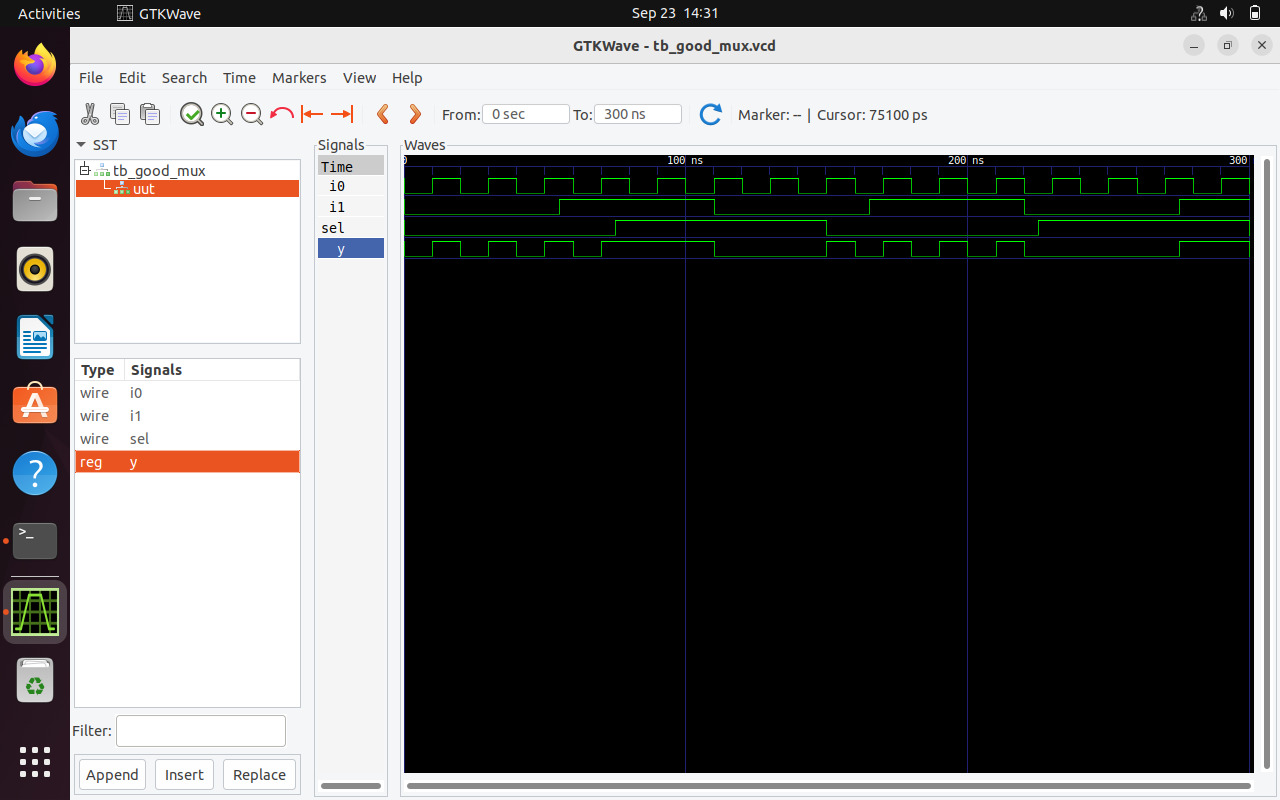 Activities GTKWave Sep 23 14:31
GTKWave - tb_good_mux.vcd
File Edit Search Time Markers View Help
From: 0 sec To: 300 ns Marker: -- | Cursor: 75100 ps
SST
tb_good_mux
uut
Type Signals
wire i0
wire i1
wire sel
reg y
Filter:
Append Insert Replace
Signals
Time
i0
i1
sel
y
Waves
0 100 ns 200 ns 300